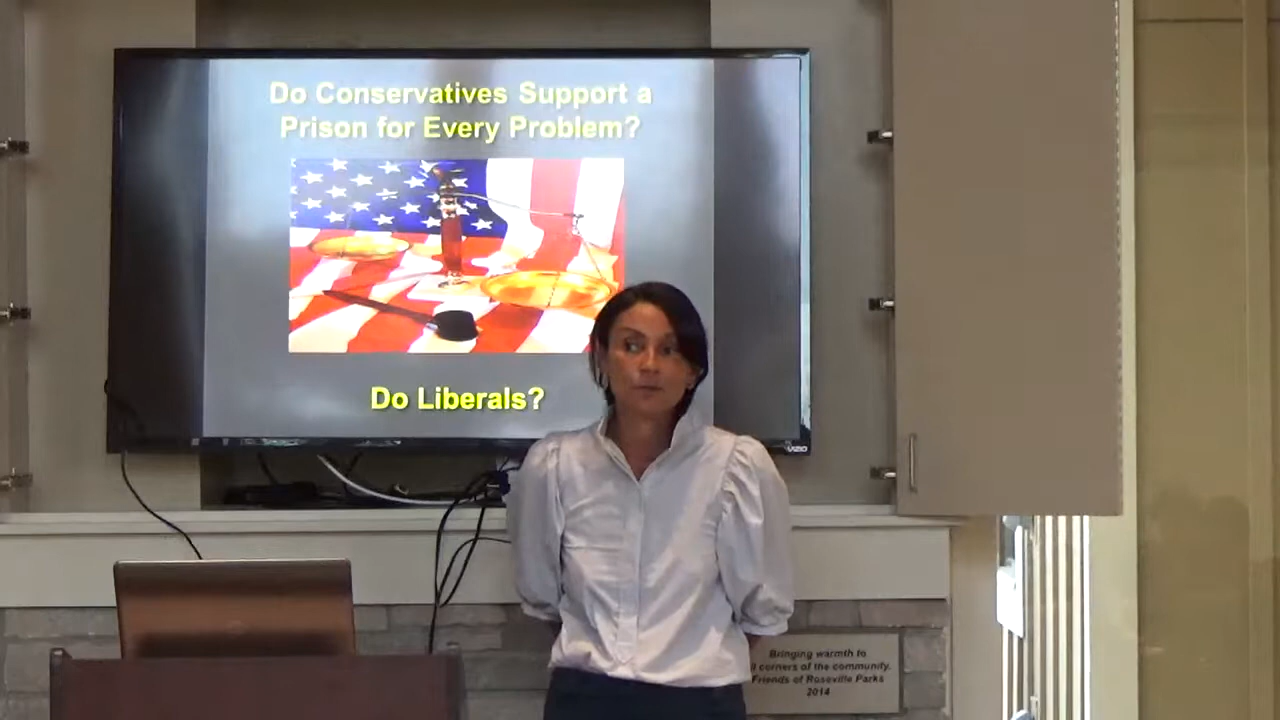 Do Conservatives Support a
Prison for Every Problem?
Do Liberals?
VIZIO
Bringing warmth to
corners of the community.
Friends of Roseville Parks
2014